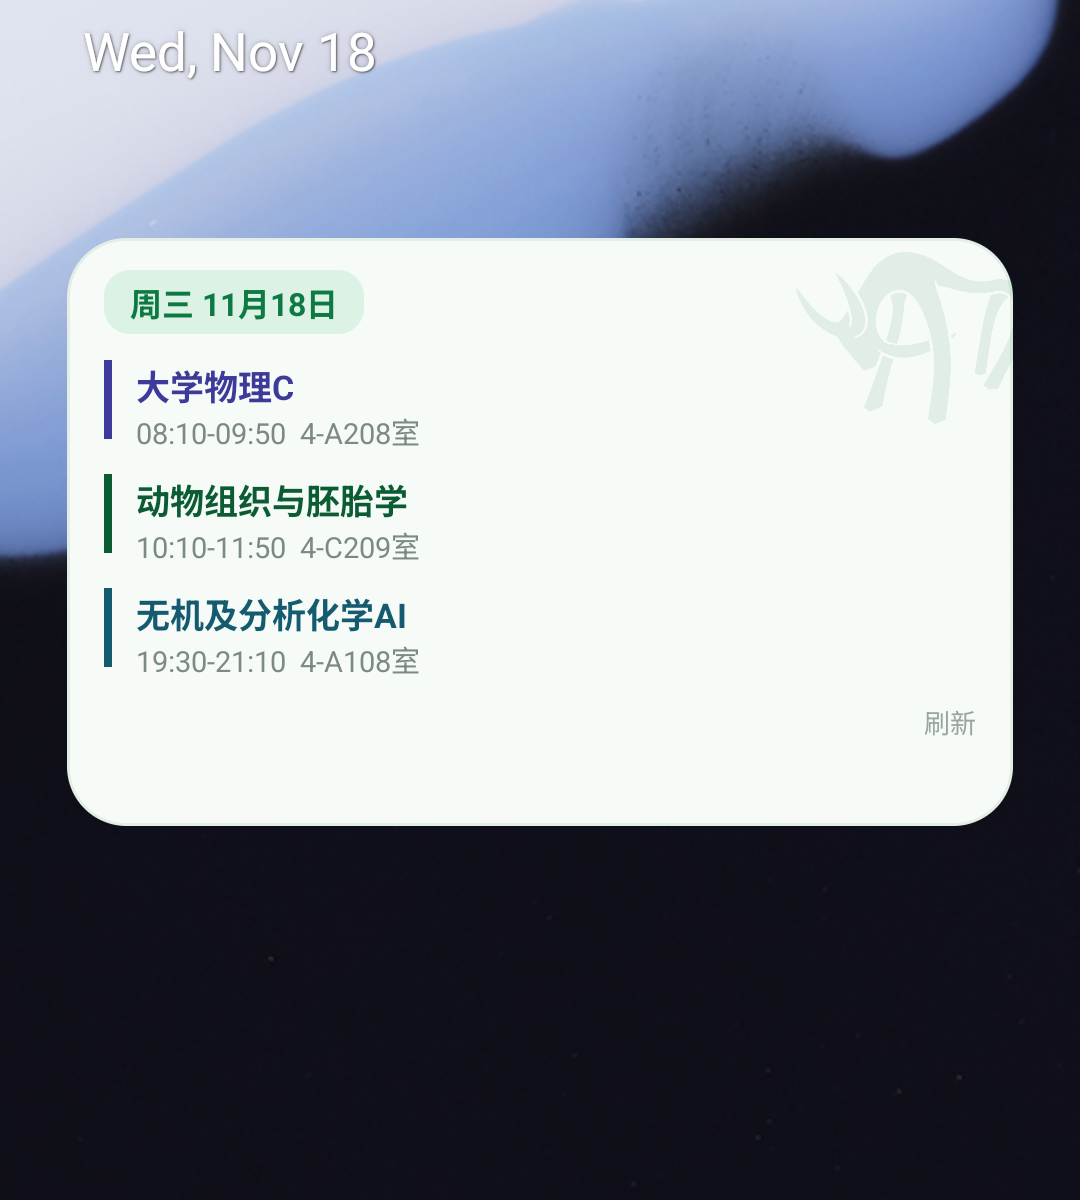 Wed, Nov 18
周三 11月18日
大学物理C
08:10-09:50 4-A208室
动物组织与胚胎学
10:10-11:50 4-C209室
无机及分析化学AI
19:30-21:10 4-A108室
刷新